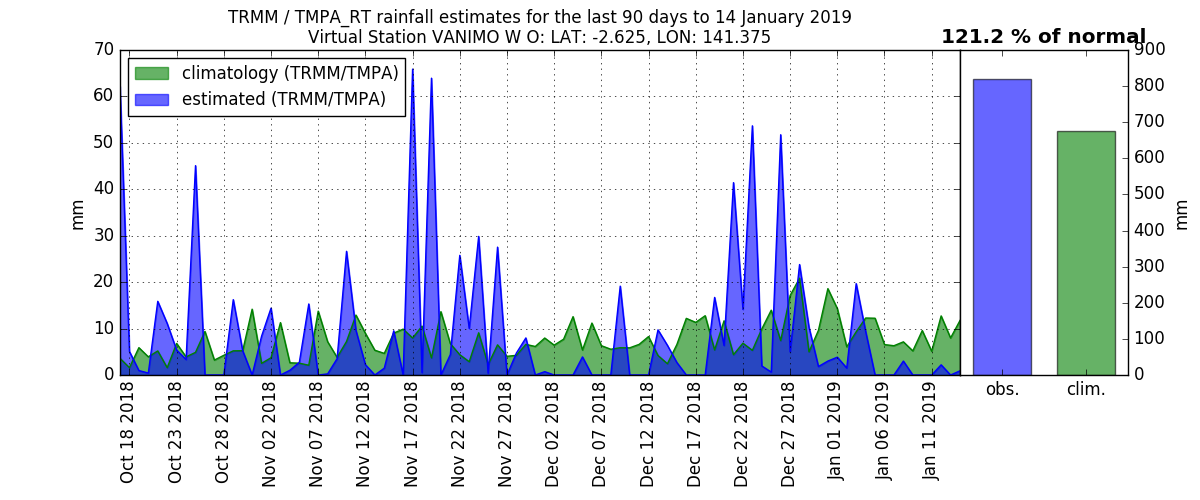 TRMM / TMPA_RT rainfall estimates for the last 90 days to 14 January 2019
Virtual Station VANIMO W O: LAT: -2.625, LON: 141.375
121.2 % of normal
climatology (TRMM/TMPA)
estimated (TRMM/TMPA)
mm
70
60
50
40
30
20
10
0
Oct 18 2018
Oct 23 2018
Oct 28 2018
Nov 02 2018
Nov 07 2018
Nov 12 2018
Nov 17 2018
Nov 22 2018
Nov 27 2018
Dec 02 2018
Dec 07 2018
Dec 12 2018
Dec 17 2018
Dec 22 2018
Dec 27 2018
Jan 01 2019
Jan 06 2019
Jan 11 2019
obs.
clim.
900
800
700
600
500
400
300
200
100
0
mm